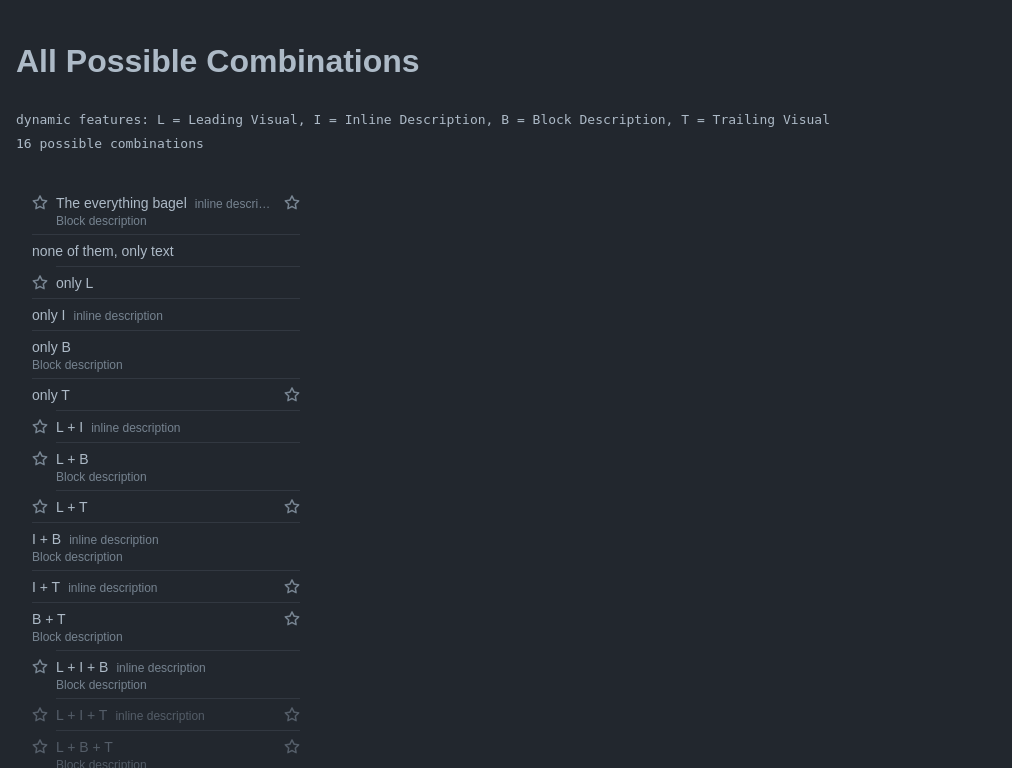 All Possible Combinations
dynamic features: L = Leading Visual, I = Inline Description, B = Block Description, T = Trailing Visual
16 possible combinations
The everything bagel inline descri…
Block description
none of them, only text
only L
only I inline description
only B
Block description
only T
L + I inline description
L + B
Block description
L + T
I + B inline description
Block description
I + T inline description
B + T
Block description
L + I + B inline description
Block description
L + I + T inline description
L + B + T
Block description